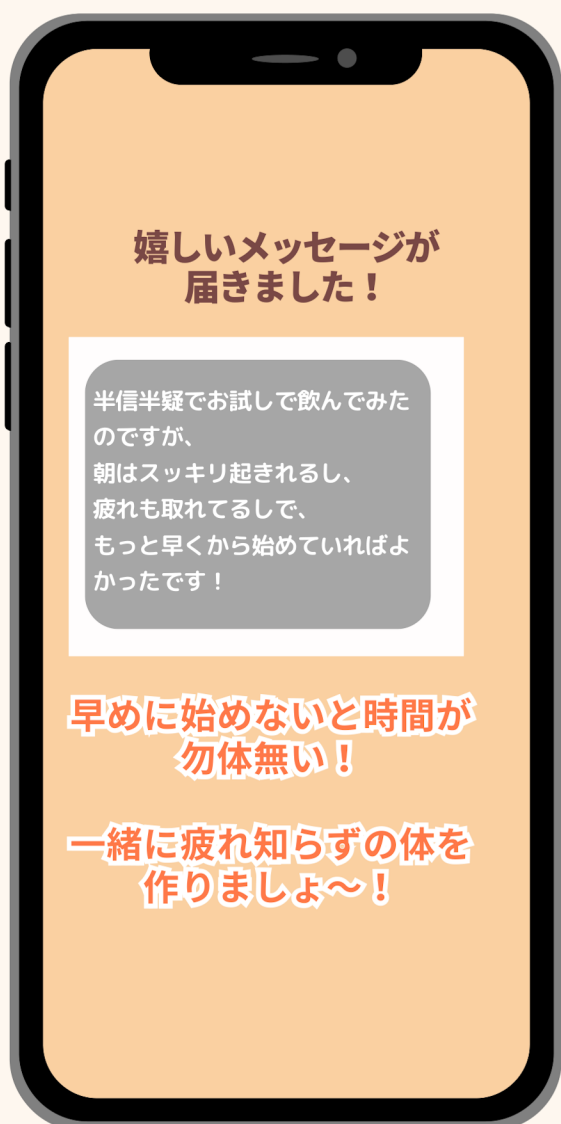 嬉しいメッセージが
届きました！
半信半疑でお試しで飲んでみた
のですが、
朝はスッキリ起きれるし、
疲れも取れてるしで、
もっと早くから始めていればよ
かったです！
早めに始めないと時間が
勿体無い！
一緒に疲れ知らずの体を
作りましょ〜！